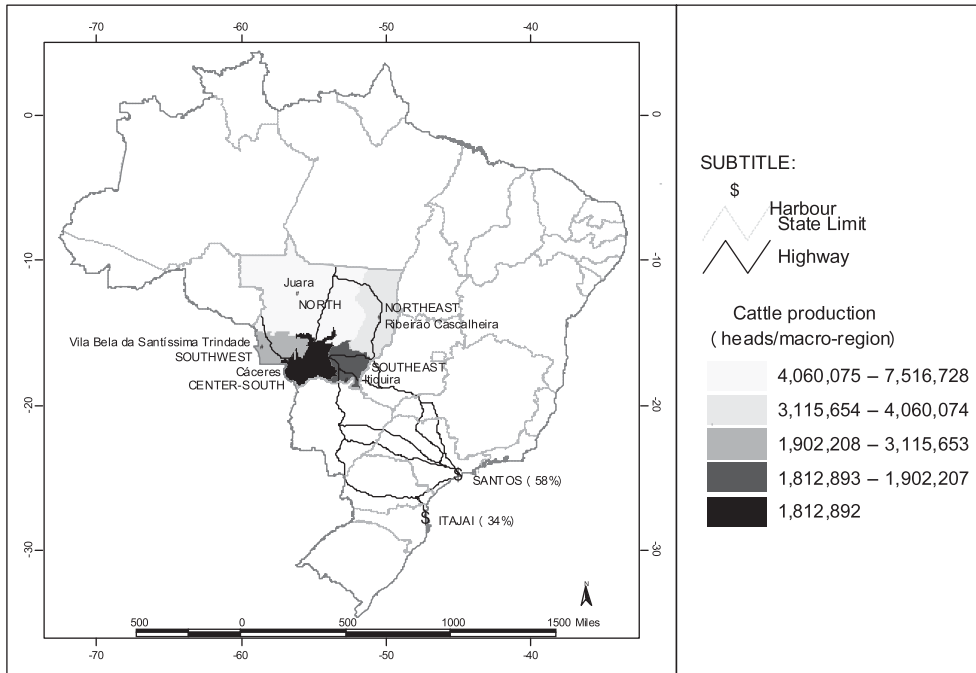 -70
-60
-50
-40
0
0
-10
-10
-20
-20
-30
-30
Juara
NORTH
NORTHEAST
Ribeirão Cascalheira
Vila Bela da Santíssima Trindade
SOUTHWEST
Cáceres
CENTER-SOUTH
SOUTHEAST
Itiquira
$ SANTOS ( 58%)
$ ITAJAI ( 34%)
N
500 0 500 1000 1500 Miles
-70
-60
-50
-40
SUBTITLE:
$
Harbour
State Limit
Highway
Cattle production
( heads/macro-region)
4,060,075 – 7,516,728
3,115,654 – 4,060,074
1,902,208 – 3,115,653
1,812,893 – 1,902,207
1,812,892